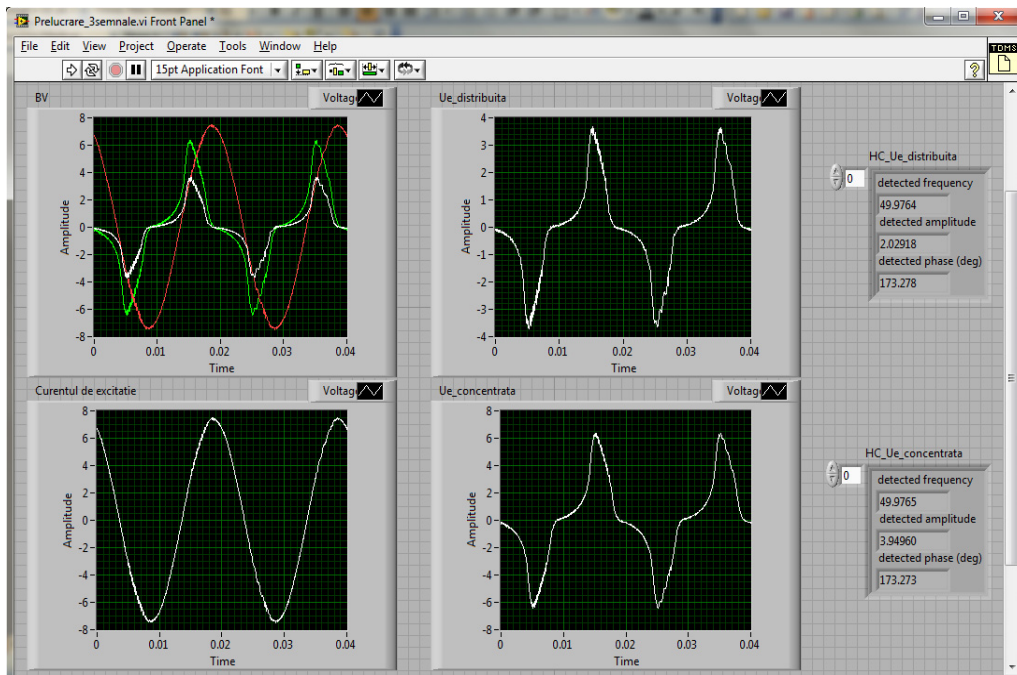 Prelucrare_3semnale.vi Front Panel *
File Edit View Project Operate Tools Window Help
15pt Application Font
TDMS
BV
Voltag
8
6
4
2
0
-2
-4
-6
-8
Amplitude
0 0.01 0.02 0.03 0.04
Time
Ue_distribuita
Voltag
4
3
2
1
0
-1
-2
-3
-4
Amplitude
0 0.01 0.02 0.03 0.04
Time
HC_Ue_distribuita
0
detected frequency
49.9764
detected amplitude
2.02918
detected phase (deg)
173.278
Curentul de excitatie
Voltag
8
6
4
2
0
-2
-4
-6
-8
Amplitude
0 0.01 0.02 0.03 0.04
Time
Ue_concentrata
Voltag
8
6
4
2
0
-2
-4
-6
-8
Amplitude
0 0.01 0.02 0.03 0.04
Time
HC_Ue_concentrata
0
detected frequency
49.9765
detected amplitude
3.94960
detected phase (deg)
173.273